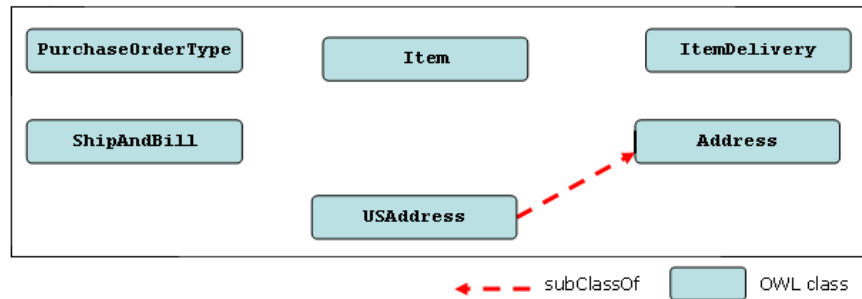 PurchaseOrderType
Item
ItemDelivery
ShipAndBill
Address
USAddress
subClassOf
OWL class